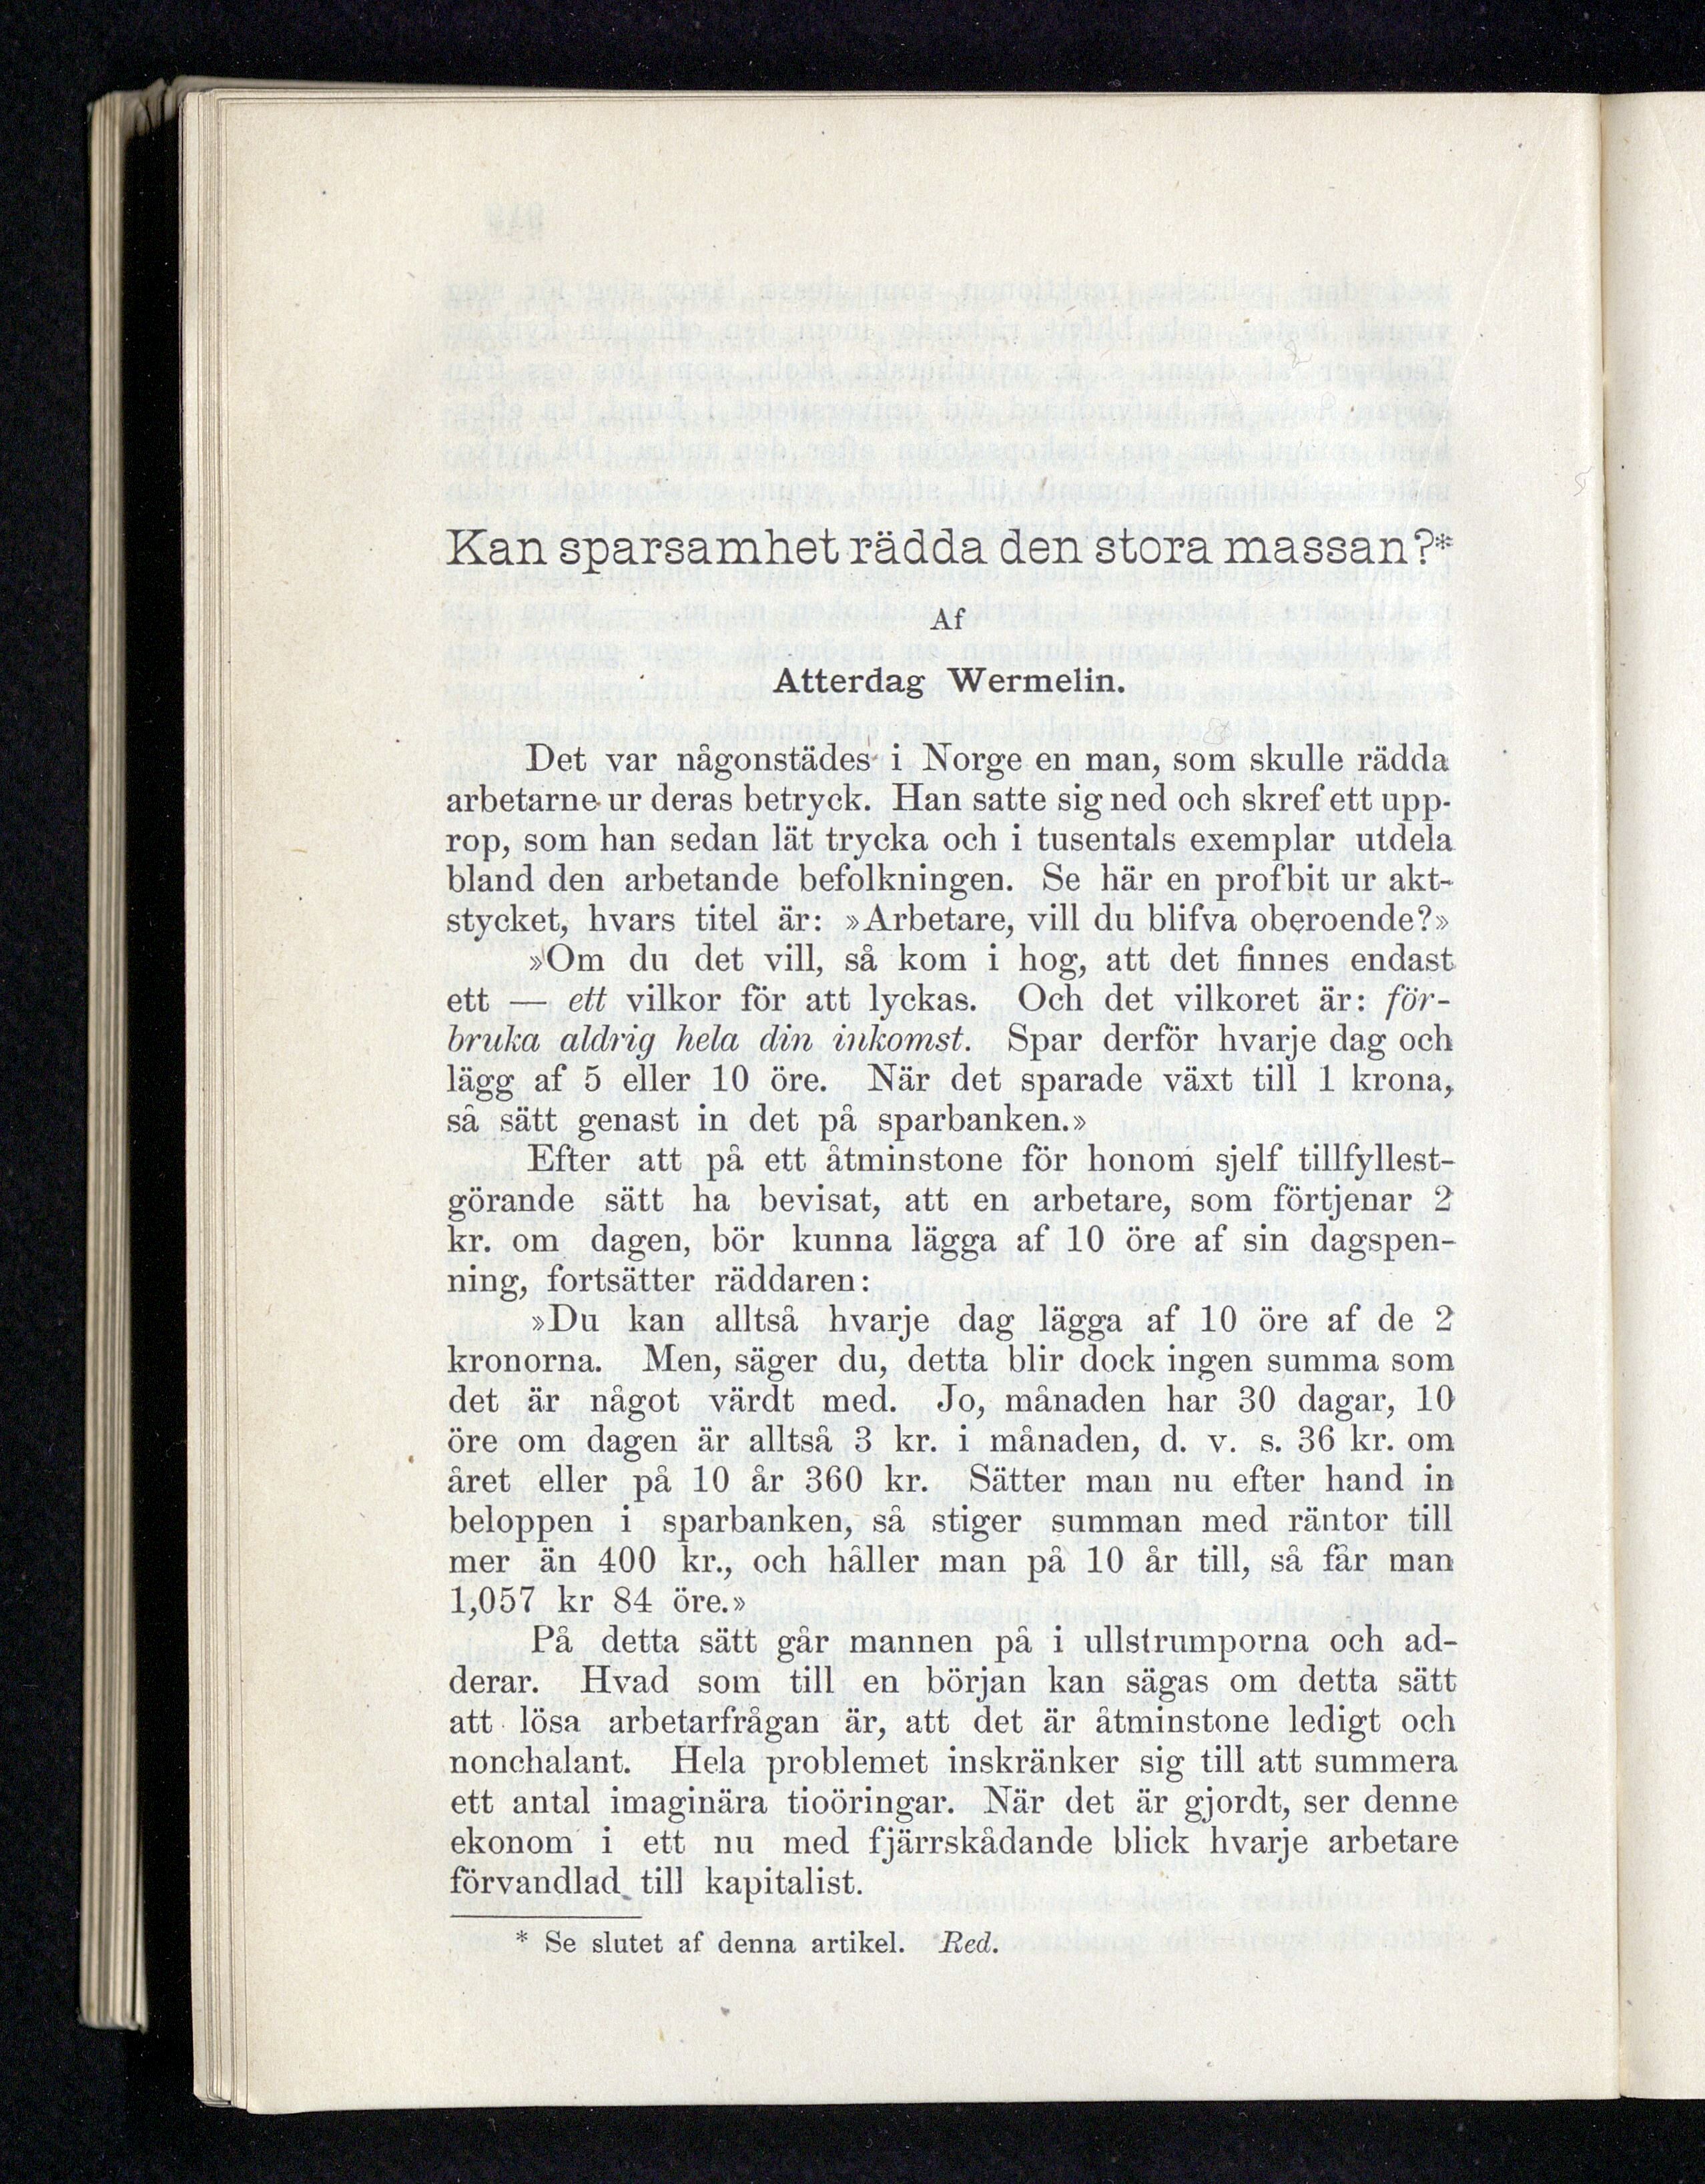 Kan sparsamhet rädda den stora massan?*
Af
Atterdag Wermelin.
Det var någonstädes i Norge en man, som skulle rädda
arbetarne ur deras betryck. Han satte sig ned och skref ett upp-
rop, som han sedan lät trycka och i tusentals exemplar utdela
bland den arbetande befolkningen. Se här en profbit ur akt-
stycket, hvars titel är: »Arbetare, vill du blifva oberoende?»
»Om du det vill, så kom i hog, att det finnes endast
ett — ett vilkor för att lyckas. Och det vilkoret är: för-
bruka aldrig hela din inkomst. Spar derför hvarje dag och
lägg af 5 eller 10 öre. När det sparade växt till 1 krona,
så sätt genast in det på sparbanken.»
Efter att på ett åtminstone för honom sjelf tillfyllest-
görande sätt ha bevisat, att en arbetare, som förtjenar 2
kr. om dagen, bör kunna lägga af 10 öre af sin dagspen-
ning, fortsätter räddaren:
»Du kan alltså hvarje dag lägga af 10 öre af de 2
kronorna. Men, säger du, detta blir dock ingen summa som
det är något värdt med. Jo, månaden har 30 dagar, 10
öre om dagen är alltså 3 kr. i månaden, d. v. s. 36 kr. om
året eller på 10 år 360 kr. Sätter man nu efter hand in
beloppen i sparbanken, så stiger summan med räntor till
mer än 400 kr., och håller man på 10 år till, så får man
1,057 kr 84 öre.»
På detta sätt går mannen på i ullstrumporna och ad-
derar. Hvad som till en början kan sägas om detta sätt
att lösa arbetarfrågan är, att det är åtminstone ledigt och
nonchalant. Hela problemet inskränker sig till att summera
ett antal imaginära tioöringar. När det är gjordt, ser denne
ekonom i ett nu med fjärrskådande blick hvarje arbetare
förvandlad till kapitalist.
* Se slutet af denna artikel. Red.